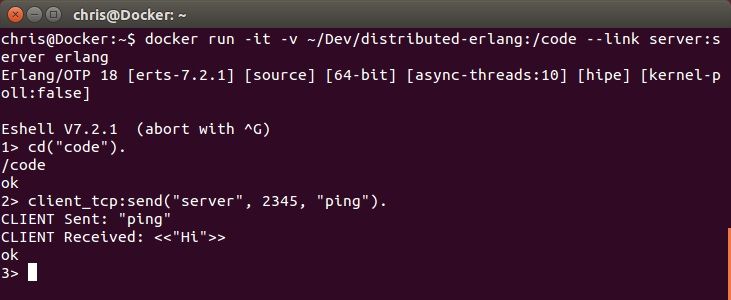 chris@Docker: ~
chris@Docker:~$ docker run -it -v ~/Dev/distributed-erlang:/code --link server:s
erver erlang
Erlang/OTP 18 [erts-7.2.1] [source] [64-bit] [async-threads:10] [hipe] [kernel-p
oll:false]
Eshell V7.2.1  (abort with ^G)
1> cd("code").
/code
ok
2> client_tcp:send("server", 2345, "ping").
CLIENT Sent: "ping"
CLIENT Received: <<"Hi">>
ok
3>